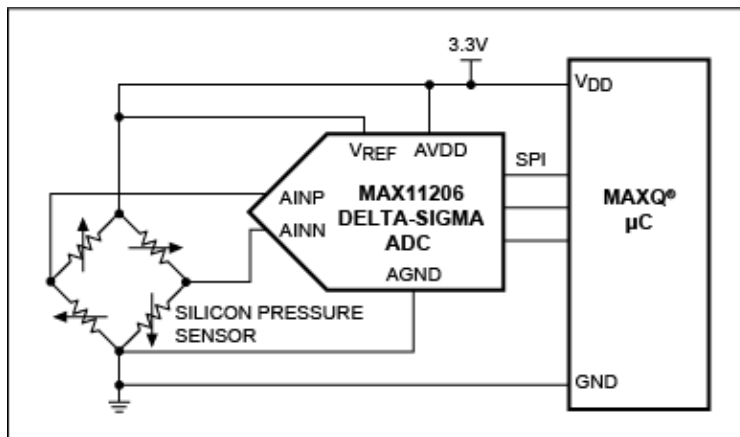 3.3V
VDD
VREF
AVDD
SPI
AINP
MAX11206
DELTA-SIGMA
ADC
MAXQ®
µC
AINN
AGND
SILICON PRESSURE
SENSOR
GND